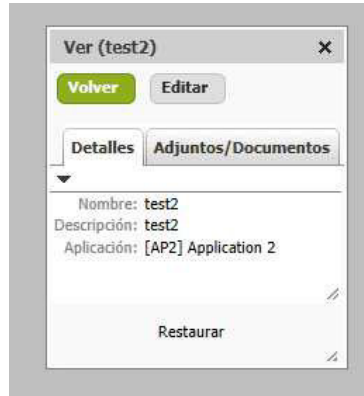 Ver (test2)
Volver Editar
Detalles Adjuntos/Documentos
Nombre: test2
Descripción: test2
Aplicación: [AP2] Application 2
Restaurar